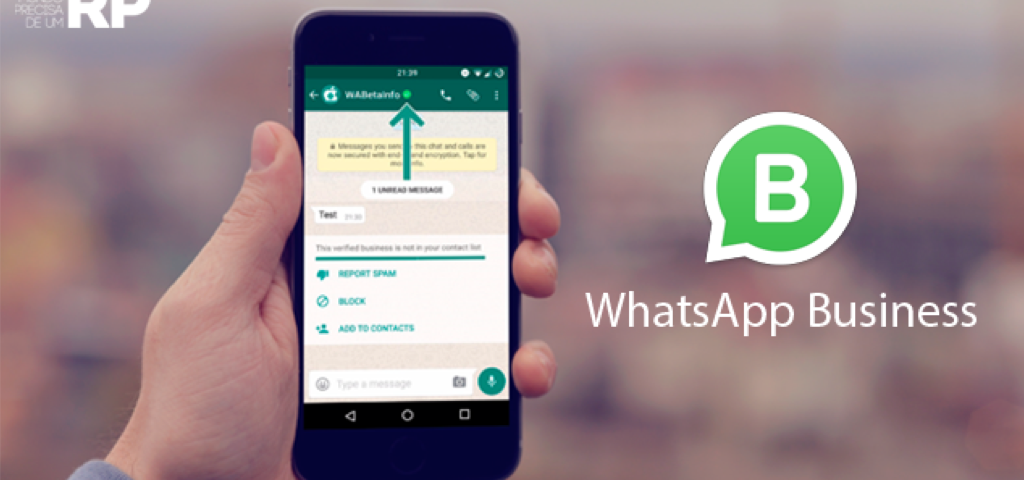 PRECISA
DE UM
RP
21:39
WABetaInfo
Messages you send to this chat and calls are
now secured with end-to-end encryption. Tap for
more info.
1 UNREAD MESSAGE
Test 21:30
This verified business is not in your contact list
REPORT SPAM
BLOCK
ADD TO CONTACTS
Type a message
B
WhatsApp Business